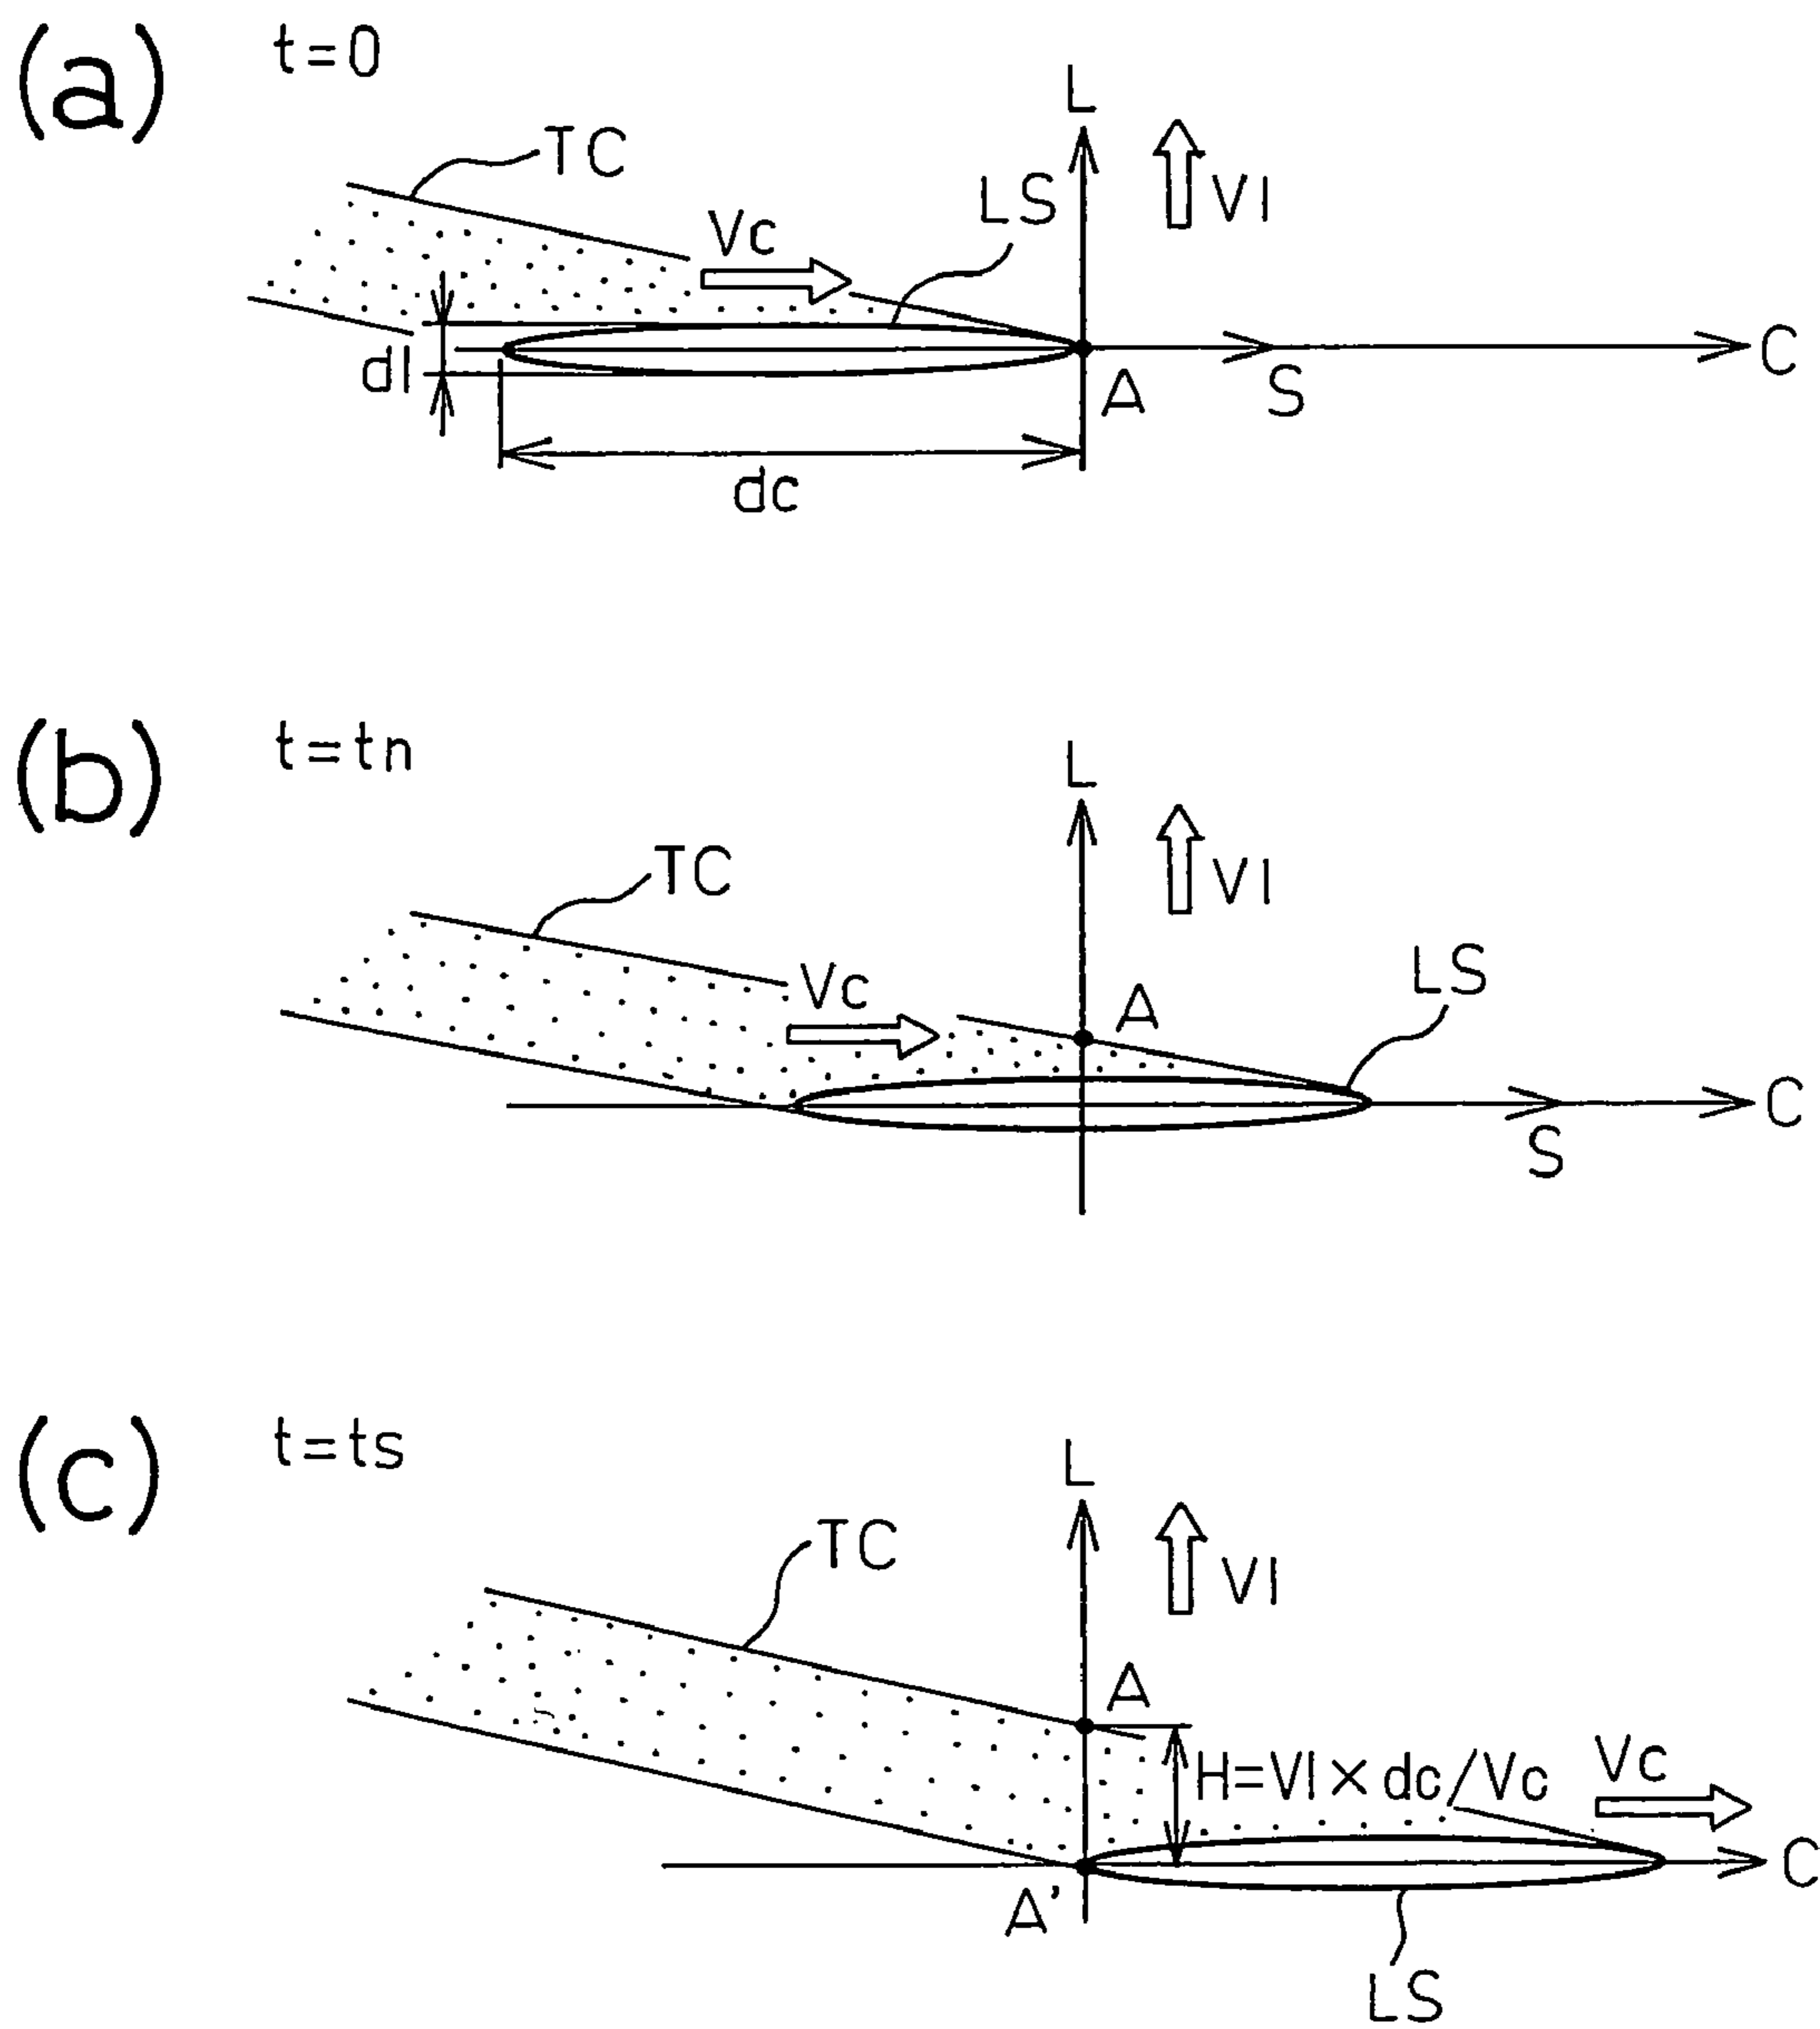 (a)
t=0
L
TC
LS
Vl
Vc
C
dl
A
S
dc
(b)
t=tn
L
TC
Vl
LS
Vc
A
C
S
(c)
t=ts
L
TC
Vl
A
H=Vl×dc/Vc
Vc
C
A'
LS